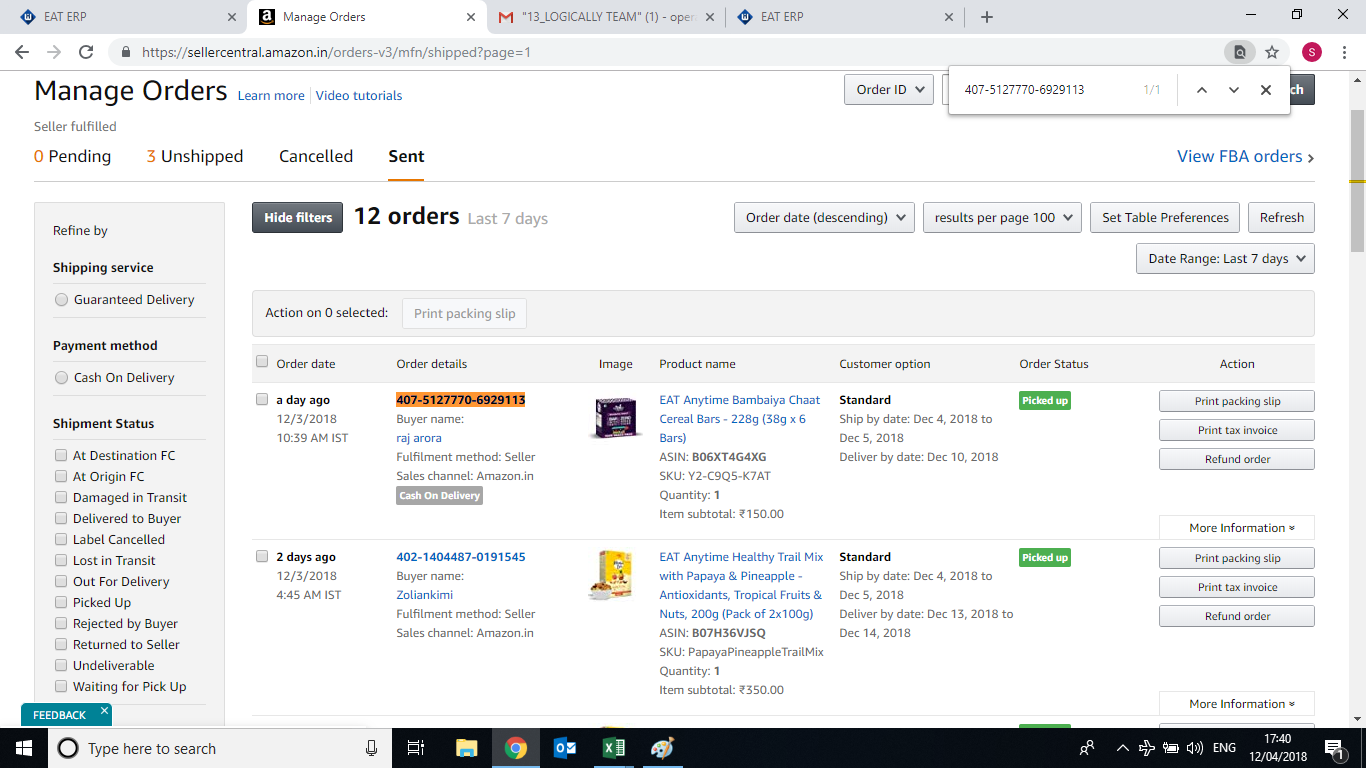 EAT ERP
Manage Orders
"13_LOGICALLY TEAM" (1) - oper
EAT ERP
https://sellercentral.amazon.in/orders-v3/mfn/shipped?page=1
S
407-5127770-6929113 1/1
Manage Orders Learn more | Video tutorials
Order ID
ch
Seller fulfilled
0 Pending 3 Unshipped Cancelled Sent
View FBA orders
Hide filters 12 orders Last 7 days
Order date (descending) results per page 100 Set Table Preferences Refresh
Date Range: Last 7 days
Refine by
Shipping service
Guaranteed Delivery
Payment method
Cash On Delivery
Shipment Status
At Destination FC
At Origin FC
Damaged in Transit
Delivered to Buyer
Label Cancelled
Lost in Transit
Out For Delivery
Picked Up
Rejected by Buyer
Returned to Seller
Undeliverable
Waiting for Pick Up
FEEDBACK
Action on 0 selected: Print packing slip
Order date Order details Image Product name Customer option Order Status Action
a day ago
12/3/2018
10:39 AM IST
407-5127770-6929113
Buyer name:
raj arora
Fulfilment method: Seller
Sales channel: Amazon.in
Cash On Delivery
EAT Anytime Bambaiya Chaat
Cereal Bars - 228g (38g x 6
Bars)
ASIN: B06XT4G4XG
SKU: Y2-C9Q5-K7AT
Quantity: 1
Item subtotal: ₹150.00
Standard
Ship by date: Dec 4, 2018 to
Dec 5, 2018
Deliver by date: Dec 10, 2018
Picked up
Print packing slip
Print tax invoice
Refund order
More Information
2 days ago
12/3/2018
4:45 AM IST
402-1404487-0191545
Buyer name:
Zoliankimi
Fulfilment method: Seller
Sales channel: Amazon.in
EAT Anytime Healthy Trail Mix
with Papaya & Pineapple -
Antioxidants, Tropical Fruits &
Nuts, 200g (Pack of 2x100g)
ASIN: B07H36VJSQ
SKU: PapayaPineappleTrailMix
Quantity: 1
Item subtotal: ₹350.00
Standard
Ship by date: Dec 4, 2018 to
Dec 5, 2018
Deliver by date: Dec 13, 2018 to
Dec 14, 2018
Picked up
Print packing slip
Print tax invoice
Refund order
More Information
Type here to search
ENG
17:40
12/04/2018
1